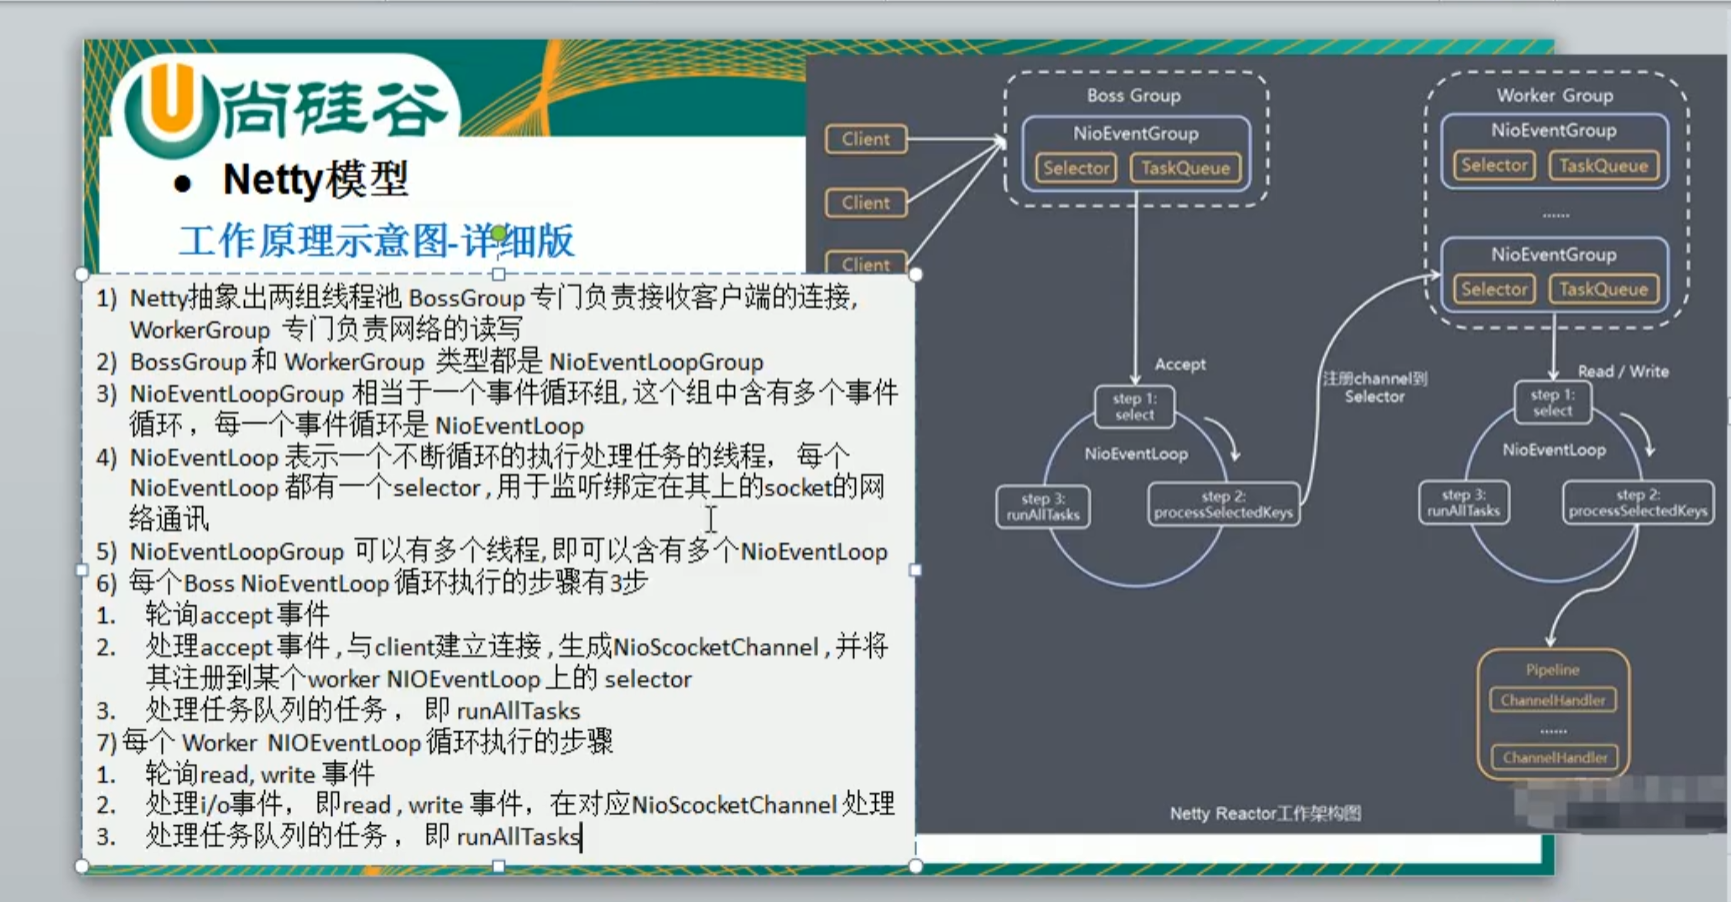 尚硅谷
● Netty模型
工作原理示意图-详细版
1) Netty抽象出两组线程池 BossGroup 专门负责接收客户端的连接,
WorkerGroup 专门负责网络的读写
2) BossGroup 和 WorkerGroup 类型都是 NioEventLoopGroup
3) NioEventLoopGroup 相当于一个事件循环组, 这个组中含有多个事件
循环 ，每一个事件循环是 NioEventLoop
4) NioEventLoop 表示一个不断循环的执行处理任务的线程， 每个
NioEventLoop 都有一个selector , 用于监听绑定在其上的socket的网
络通讯
5) NioEventLoopGroup 可以有多个线程, 即可以含有多个NioEventLoop
6) 每个Boss NioEventLoop 循环执行的步骤有3步
1. 轮询accept 事件
2. 处理accept 事件 , 与client建立连接 , 生成NioScocketChannel , 并将
其注册到某个worker NIOEventLoop 上的 selector
3. 处理任务队列的任务 ， 即 runAllTasks
7) 每个 Worker NIOEventLoop 循环执行的步骤
1. 轮询read, write 事件
2. 处理i/o事件， 即read , write 事件，在对应NioScocketChannel 处理
3. 处理任务队列的任务 ， 即 runAllTasks
Client
Client
Client
Boss Group
NioEventGroup
Selector TaskQueue
Accept
step 1:
select
NioEventLoop
step 2:
processSelectedKeys
step 3:
runAllTasks
注册channel到
Selector
Worker Group
NioEventGroup
Selector TaskQueue
......
NioEventGroup
Selector TaskQueue
Read / Write
step 1:
select
NioEventLoop
step 2:
processSelectedKeys
step 3:
runAllTasks
Pipeline
ChannelHandler
......
ChannelHandler
Netty Reactor工作架构图